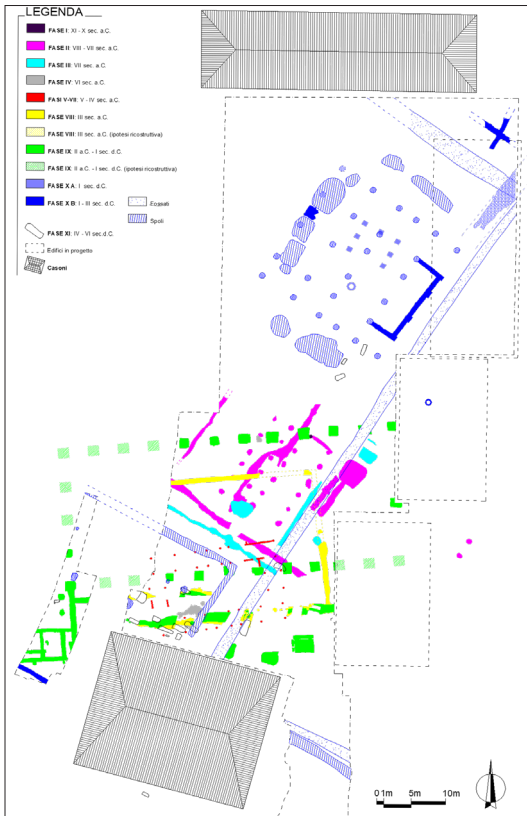 LEGENDA
FASE I: XI - X sec. a.C.
FASE II: VIII - VII sec. a.C.
FASE III: VII sec. a.C.
FASE IV: VI sec. a.C.
FASI V-VII: V - IV sec. a.C.
FASE VIII: III sec. a.C.
FASE VIII: III sec. a.C. (ipotesi ricostruttiva)
FASE IX: II a.C. - I sec. d.C.
FASE IX: II a.C. - I sec. d.C. (ipotesi ricostruttiva)
FASE X A: I sec. d.C.
FASE X B: I - III sec. d.C.
Fossati
Spoli
FASE XI: IV - VI sec. d.C.
Edifici in progetto
Casoni
0 1m 5m 10m